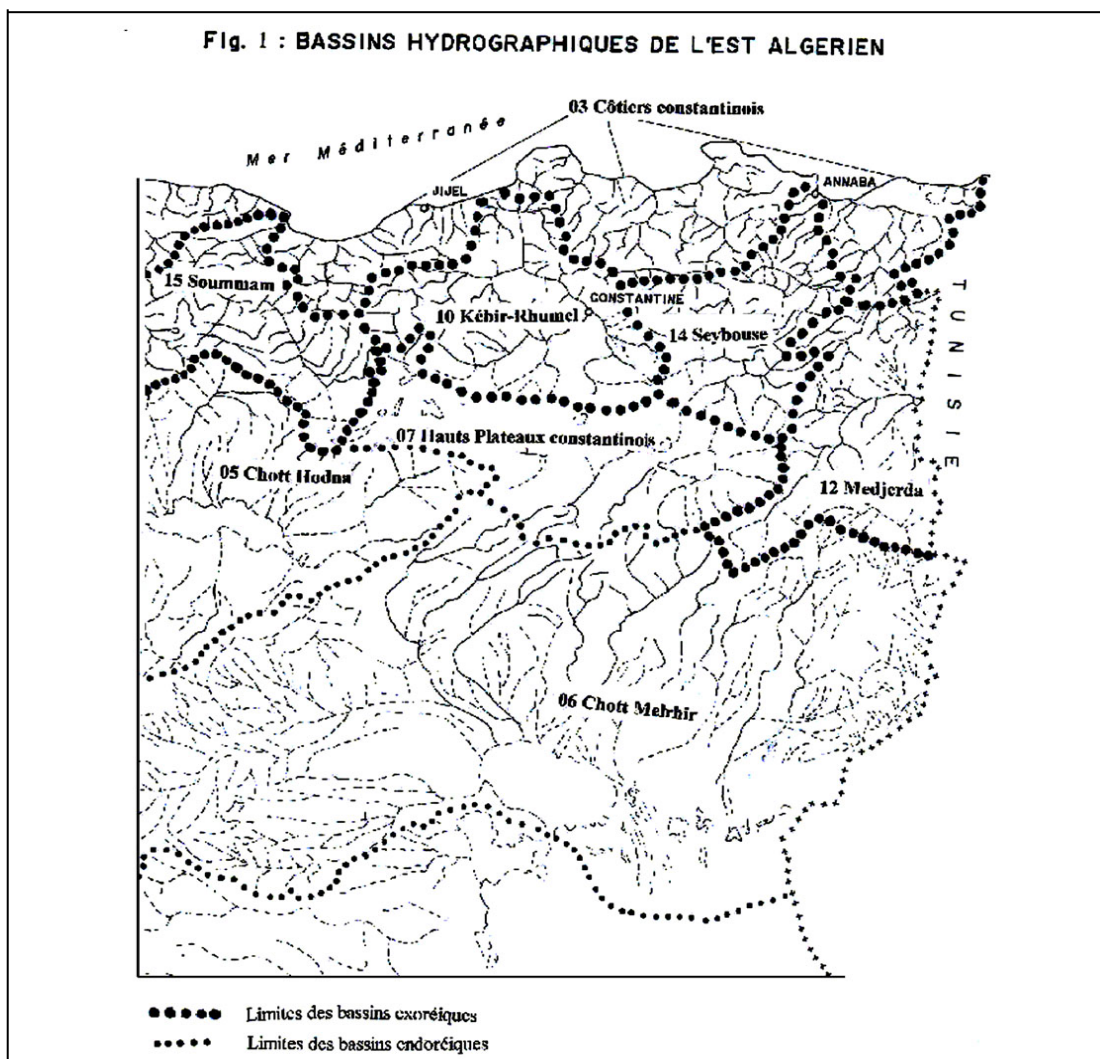 Fig. 1 : BASSINS HYDROGRAPHIQUES DE L'EST ALGERIEN
03 Côtiers constantinois
Mer Méditerranée
JIJEL
ANNABA
15 Soummam
CONSTANTINE
10 Kébir-Rhumel
14 Seybouse
TUNISIE
07 Hauts Plateaux constantinois
05 Chott Hodna
12 Medjerda
06 Chott Melrhir
Limites des bassins exoréiques
Limites des bassins endoréiques